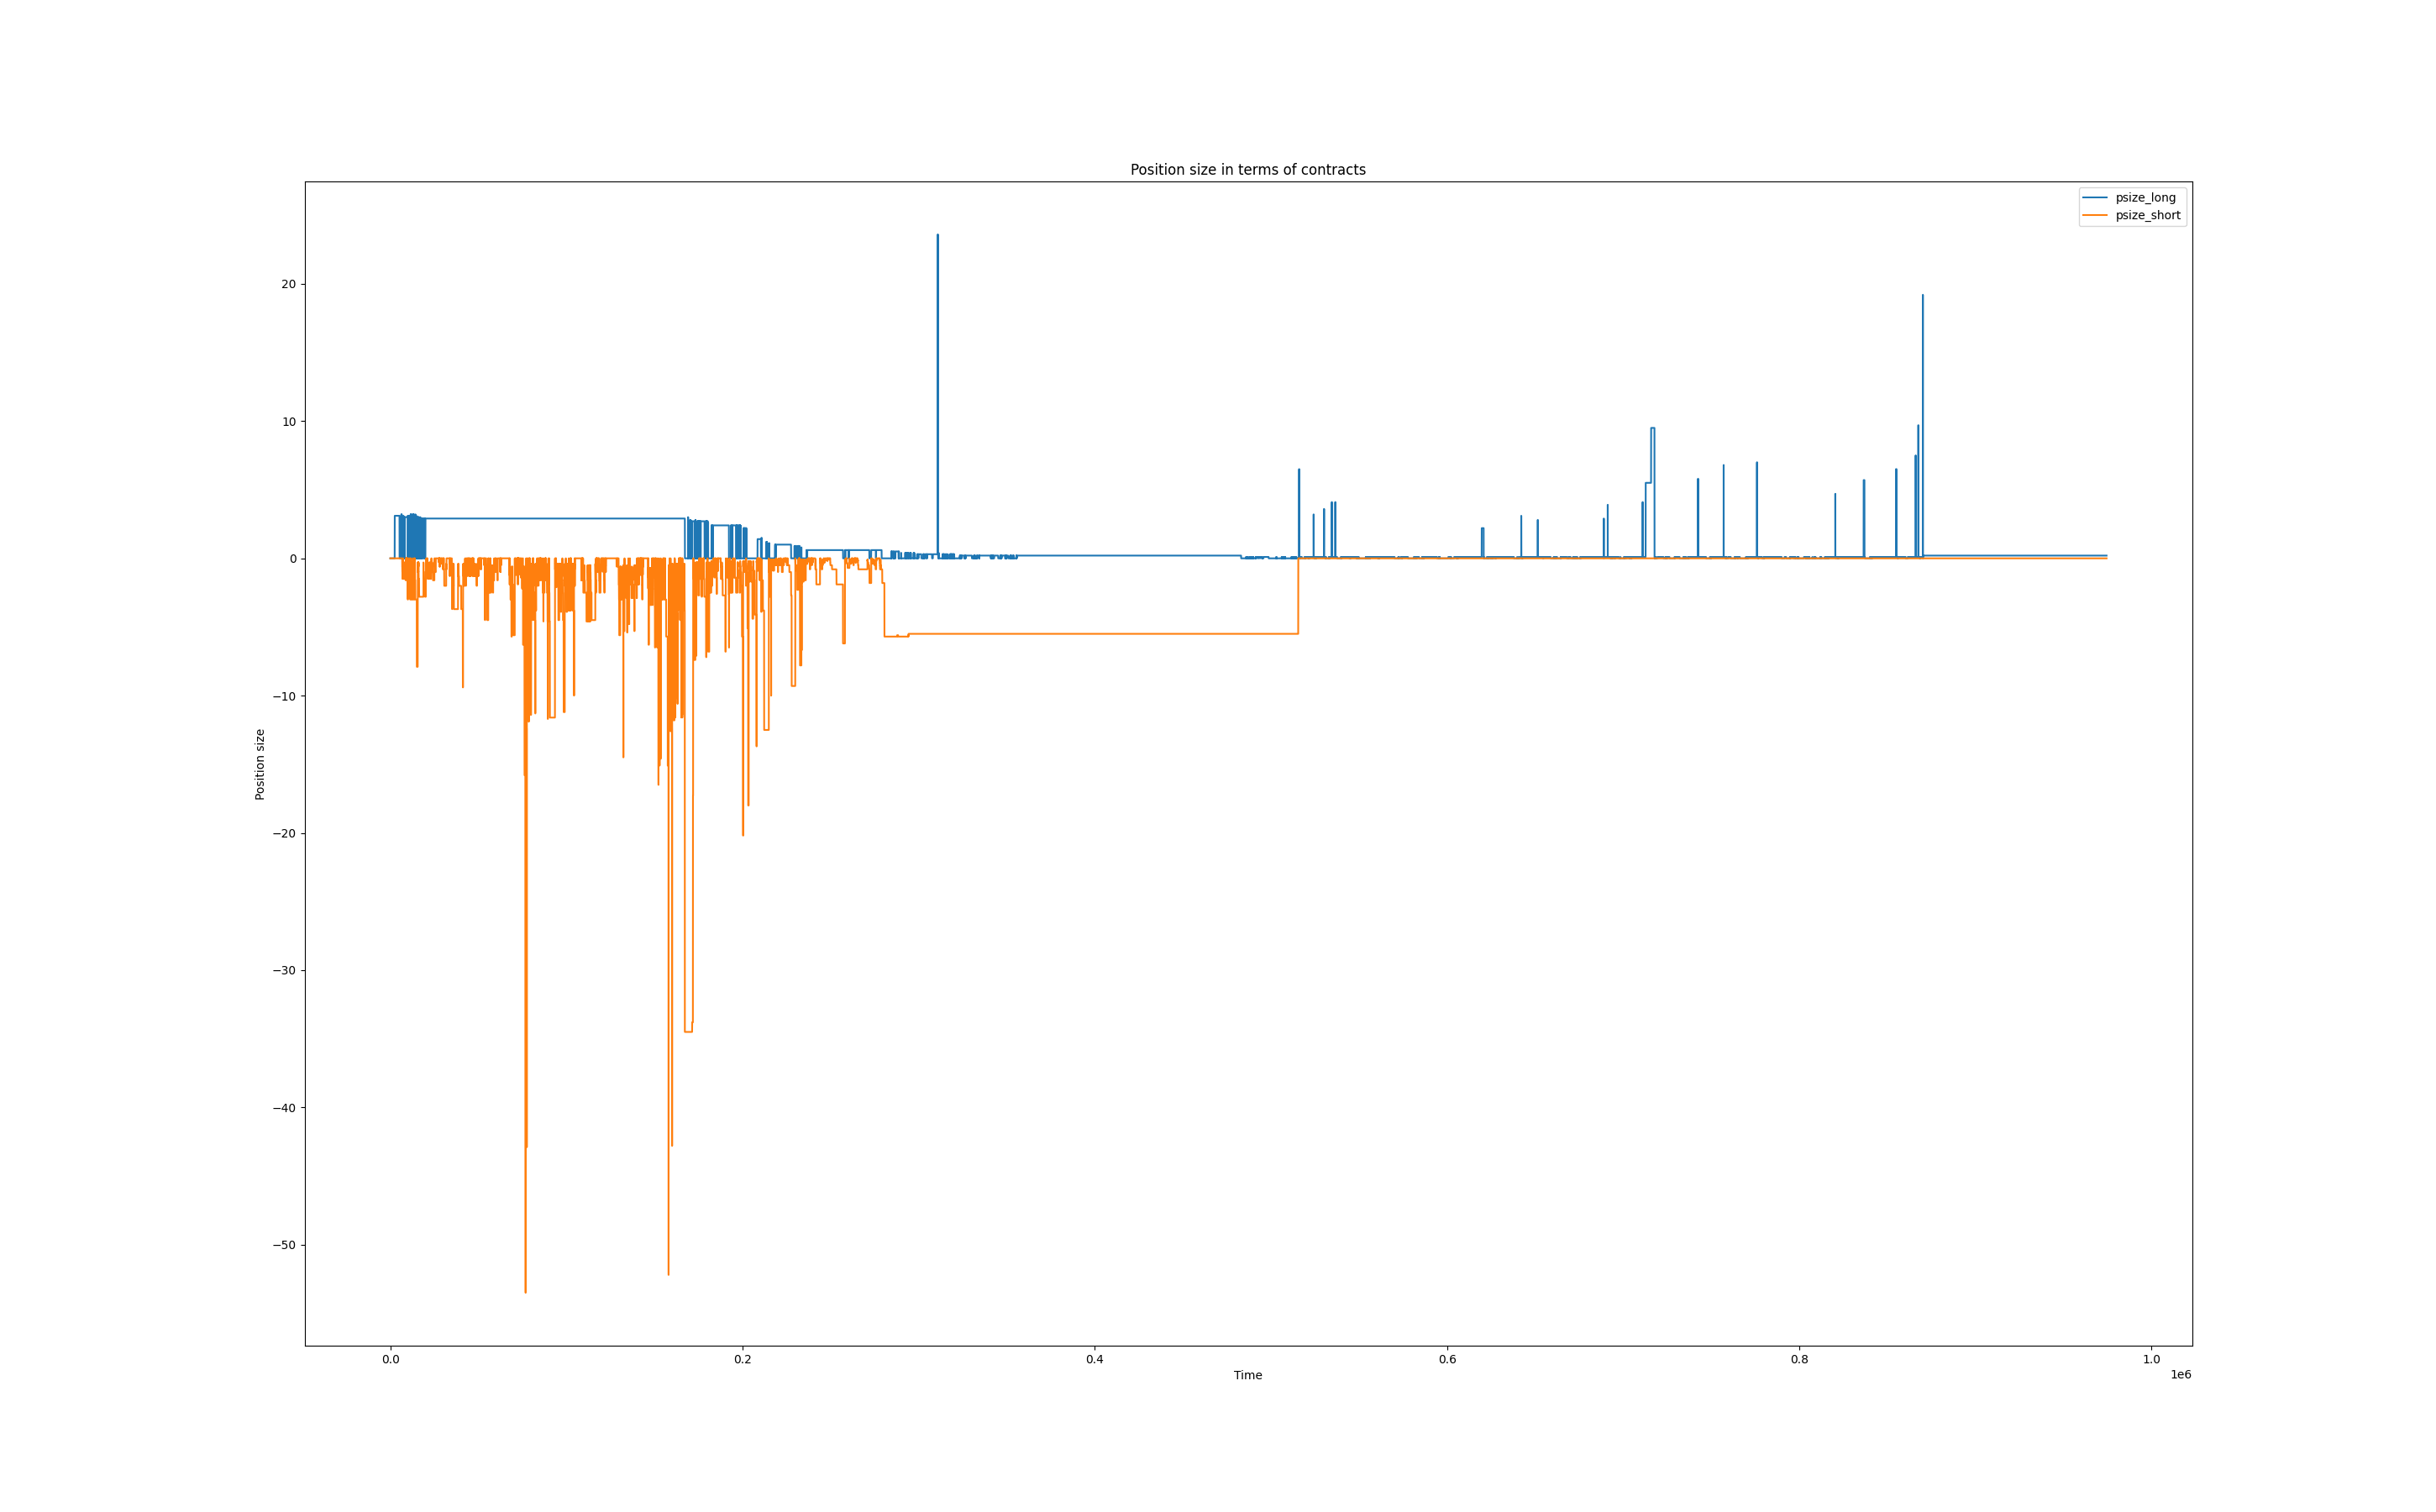 Position size in terms of contracts
psize_long
psize_short
20
10
0
−10
−20
−30
−40
−50
Position size
0.0
0.2
0.4
0.6
0.8
1.0
Time
1e6